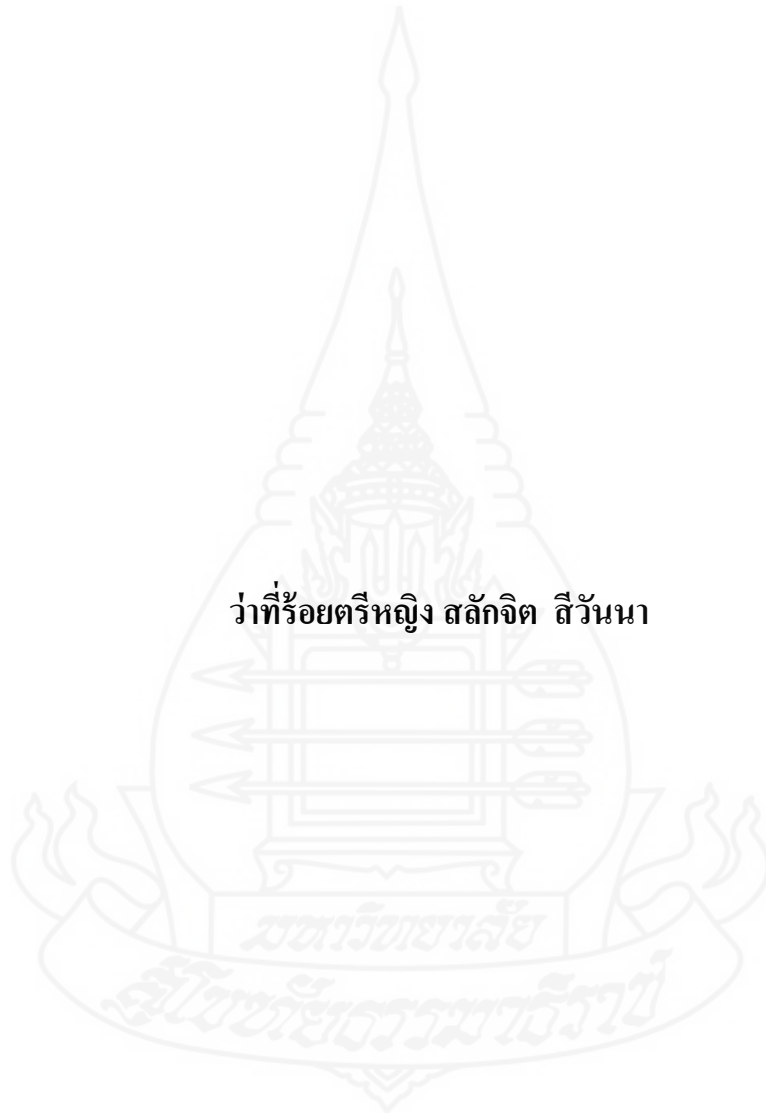 ว่าที่ร้อยตรีหญิง สลักจิต สีวันนา
มหาวิทยาลัย
สุโขทัยธรรมาธิราช